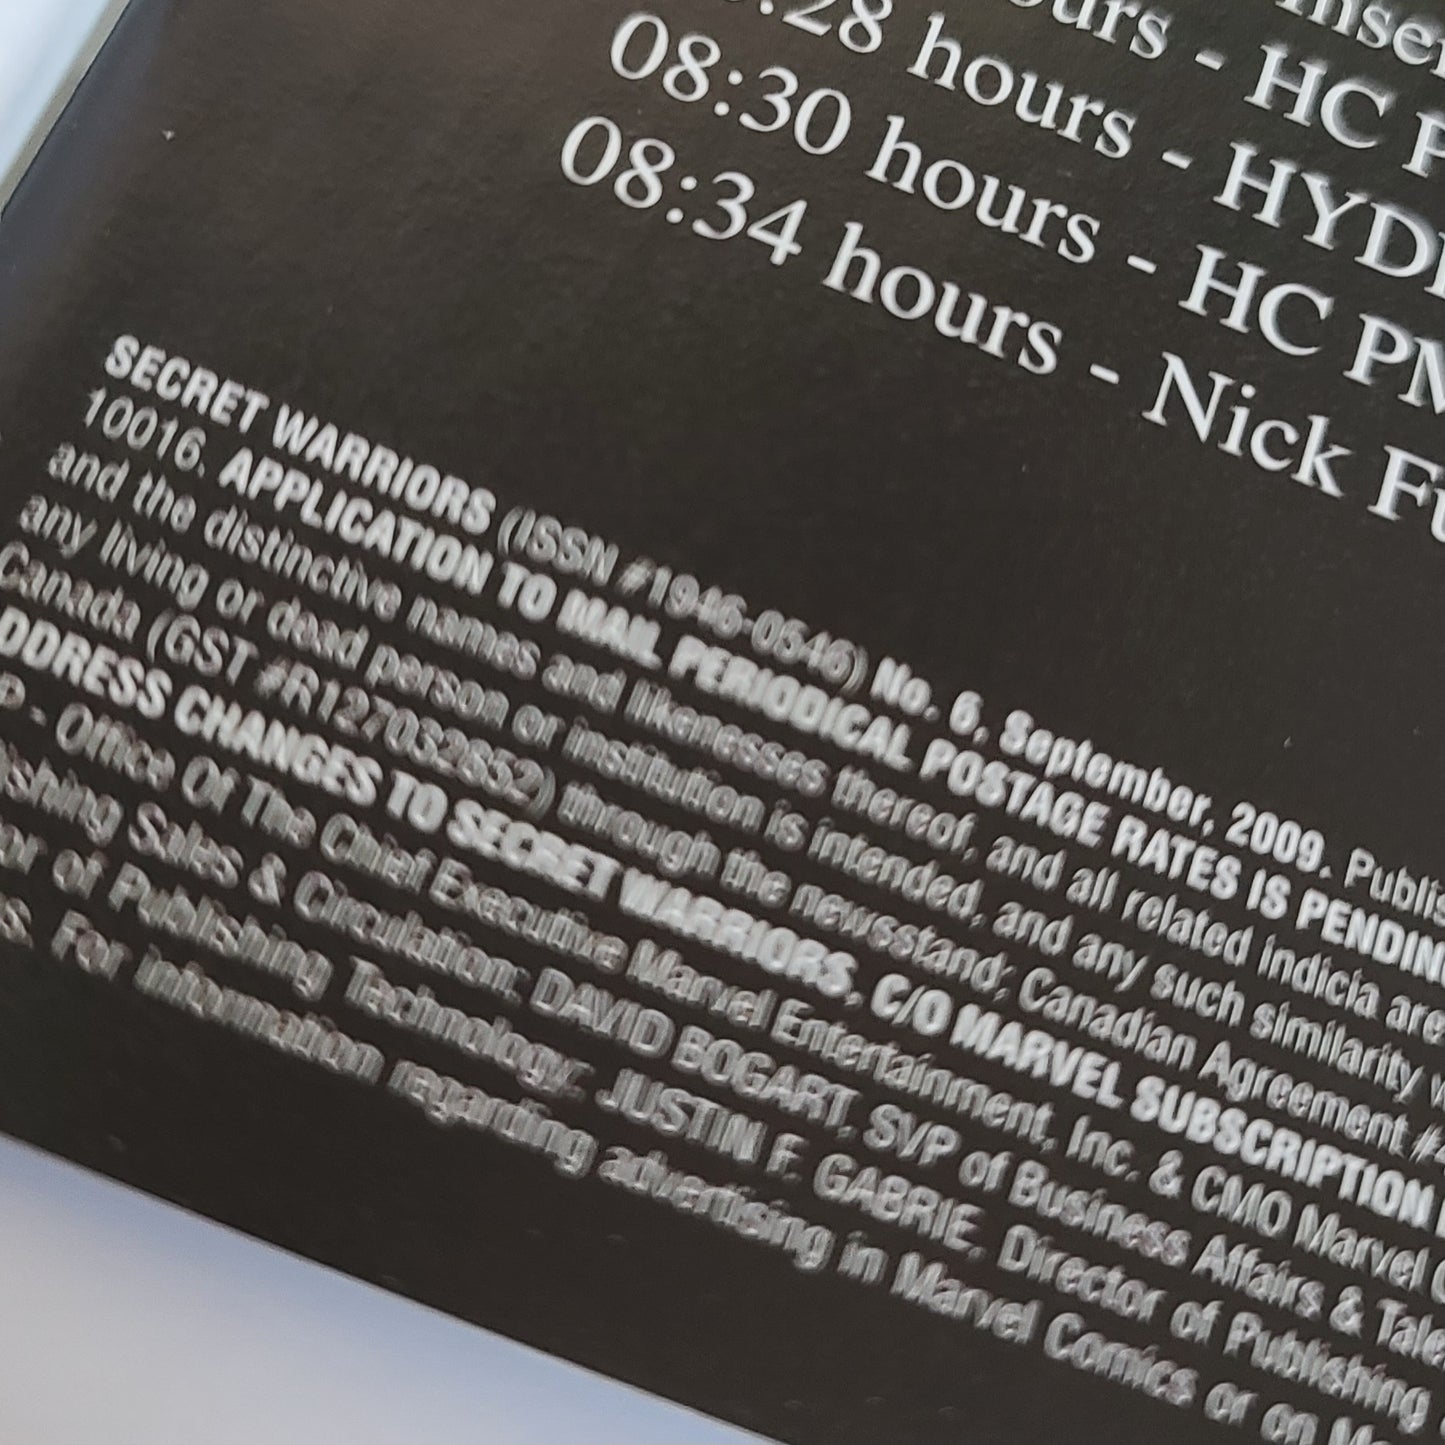 hours - HC P
:28 hours - HYD
08:30 hours - HC PM
08:34 hours - Nick Fu
SECRET WARRIORS (ISSN #1946-0546) No. 6, September, 2009. Publis
10016. APPLICATION TO MAIL PERIODICAL POSTAGE RATES IS PENDIN
and the distinctive names and likenesses thereof, and all related indicia are
any living or dead person or institution is intended, and any such similarity w
Canada (GST #R127032852) through the newsstand; Canadian Agreement #4
DDRESS CHANGES TO SECRET WARRIORS, C/O MARVEL SUBSCRIPTION
P - Office Of The Chief Executive Marvel Entertainment, Inc. & CMO Marvel
ishing Sales & Circulation; DAVID BOGART, SVP of Business Affairs & Tale
or of Publishing Technology; JUSTIN F. GABRIE, Director of Publishing
s. For information regarding advertising in Marvel Comics or on